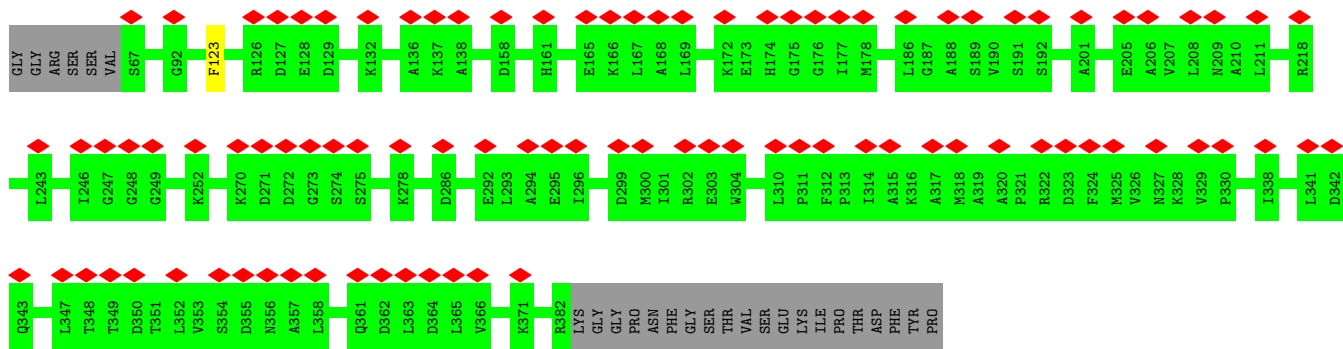 GLY GLY ARG SER SER VAL S67 G92 F123 R126 D127 E128 D129 K132 A136 K137 A138 D158 H161 E165 K166 L167 A168 L169 K172 E173 H174 G175 G176 I177 M178 L186 G187 A188 S189 V190 S191 S192 A201 E205 A206 V207 L208 N209 A210 L211 R218
L243 I246 G247 G248 G249 K252 K270 D271 D272 G273 S274 S275 K278 D286 E292 L293 A294 E295 I296 D299 M300 I301 R302 E303 W304 L310 P311 F312 P313 I314 A315 K316 A317 M318 A319 A320 P321 R322 D323 F324 M325 V326 N327 K328 V329 P330 I338 L341 D342
Q343 L347 T348 T349 D350 T351 L352 V353 S354 D355 N356 A357 L358 Q361 D362 L363 D364 L365 V366 K371 R382 LYS GLY GLY PRO ASN PHE GLY SER THR VAL SER GLU LYS ILE PRO THR ASP PHE TYR PRO